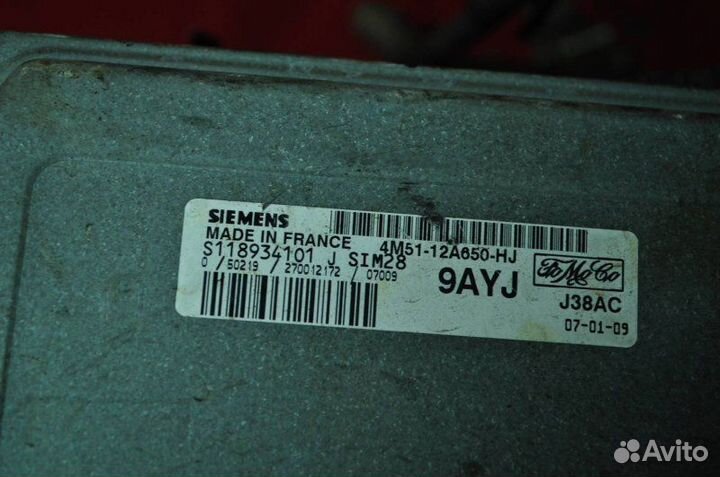 SIEMENS
MADE IN FRANCE
4M51-12A650-HJ
S118934101 J SIM28
0 / 50219 / 270012172 / 07009
9AYJ
FoMoCo
J38AC
07-01-09
Avito